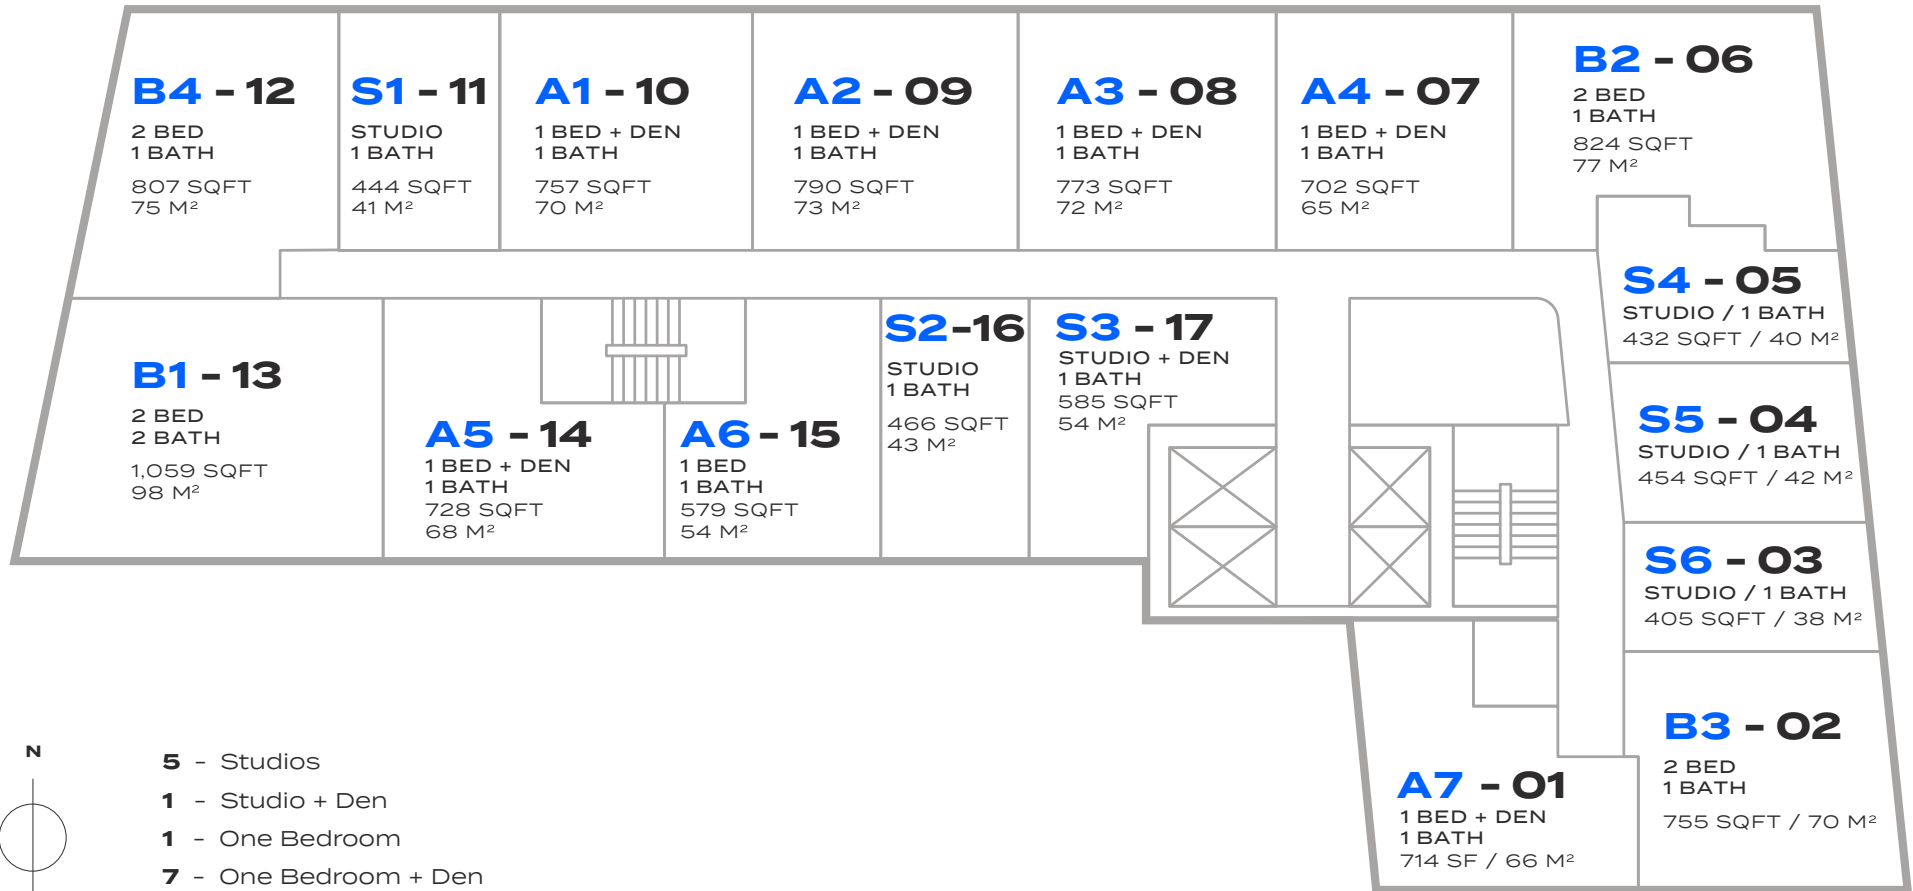 B4 - 12
2 BED
1 BATH
807 SQFT
75 M²
S1 - 11
STUDIO
1 BATH
444 SQFT
41 M²
A1 - 10
1 BED + DEN
1 BATH
757 SQFT
70 M²
A2 - 09
1 BED + DEN
1 BATH
790 SQFT
73 M²
A3 - 08
1 BED + DEN
1 BATH
773 SQFT
72 M²
A4 - 07
1 BED + DEN
1 BATH
702 SQFT
65 M²
B2 - 06
2 BED
1 BATH
824 SQFT
77 M²
S4 - 05
STUDIO / 1 BATH
432 SQFT / 40 M²
B1 - 13
2 BED
2 BATH
1,059 SQFT
98 M²
A5 - 14
1 BED + DEN
1 BATH
728 SQFT
68 M²
A6 - 15
1 BED
1 BATH
579 SQFT
54 M²
S2-16
STUDIO
1 BATH
466 SQFT
43 M²
S3 - 17
STUDIO + DEN
1 BATH
585 SQFT
54 M²
S5 - 04
STUDIO / 1 BATH
454 SQFT / 42 M²
S6 - 03
STUDIO / 1 BATH
405 SQFT / 38 M²
B3 - 02
2 BED
1 BATH
755 SQFT / 70 M²
A7 - 01
1 BED + DEN
1 BATH
714 SF / 66 M²
N
5 - Studios
1 - Studio + Den
1 - One Bedroom
7 - One Bedroom + Den